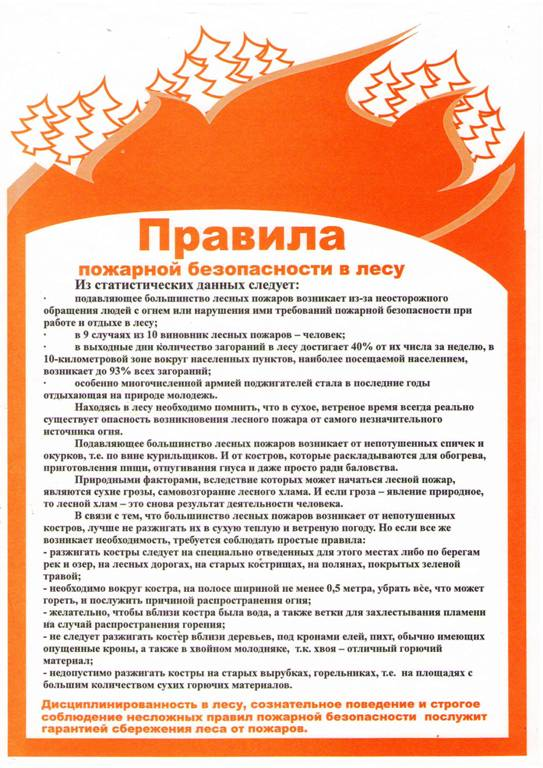 Правила
пожарной безопасности в лесу
Из статистических данных следует:
· подавляющее большинство лесных пожаров возникает из-за неосторожного
обращения людей с огнем или нарушения ими требований пожарной безопасности при
работе и отдыхе в лесу;
· в 9 случаях из 10 виновник лесных пожаров – человек;
· в выходные дни количество загораний в лесу достигает 40% от их числа за неделю, в
10-километровой зоне вокруг населенных пунктов, наиболее посещаемой населением,
возникает до 93% всех загораний;
· особенно многочисленной армией поджигателей стала в последние годы
отдыхающая на природе молодежь.
Находясь в лесу необходимо помнить, что в сухое, ветреное время всегда реально
существует опасность возникновения лесного пожара от самого незначительного
источника огня.
Подавляющее большинство лесных пожаров возникает от непотушенных спичек и
окурков, т.е. по вине курильщиков. И от костров, которые раскладываются для обогрева,
приготовления пищи, отпугивания гнуса и даже просто ради баловства.
Природными факторами, вследствие которых может начаться лесной пожар,
являются сухие грозы, самовозгорание лесного хлама. И если гроза – явление природное,
то лесной хлам – это снова результат деятельности человека.
В связи с тем, что большинство лесных пожаров возникает от непотушенных
костров, лучше не разжигать их в сухую теплую и ветреную погоду. Но если все же
возникает необходимость, требуется соблюдать простые правила:
- разжигать костры следует на специально отведенных для этого местах либо по берегам
рек и озер, на лесных дорогах, на старых кострищах, на полянах, покрытых зеленой
травой;
- необходимо вокруг костра, на полосе шириной не менее 0,5 метра, убрать все, что может
гореть, и послужить причиной распространения огня;
- желательно, чтобы вблизи костра была вода, а также ветки для захлестывания пламени
на случай распространения горения;
- не следует разжигать костер вблизи деревьев, под кронами елей, пихт, обычно имеющих
опущенные кроны, а также в хвойном молодняке, т.к. хвоя – отличный горючий
материал;
- недопустимо разжигать костры на старых вырубках, горельниках, т.е. на площадях с
большим количеством сухих горючих материалов.
Дисциплинированность в лесу, сознательное поведение и строгое
соблюдение несложных правил пожарной безопасности послужит
гарантией сбережения леса от пожаров.